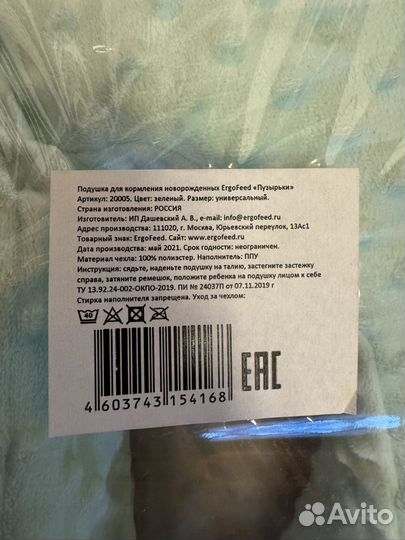 Подушка для кормления новорожденных ErgoFeed «Пузырьки»
Артикул: 20005. Цвет: зеленый. Размер: универсальный.
Страна изготовления: РОССИЯ
Изготовитель: ИП Дашевский А. В., e-mail: info@ergofeed.ru
Адрес производства: 111020, г. Москва, Юрьевский переулок, 13Ас1
Товарный знак: ErgoFeed. Сайт: www.ergofeed.ru
Дата производства: май 2021. Срок годности: неограничен.
Материал чехла: 100% полиэстер. Наполнитель: ППУ
Инструкция: сядьте, наденьте подушку на талию, застегните застежку
справа, затяните ремешок, положите ребенка на подушку лицом к себе
ТУ 13.92.24-002-ОКПО-2019. ПИ № 24037П от 07.11.2019 г
Стирка наполнителя запрещена. Уход за чехлом:
40
ЕАС
4 603743 154168
Avito